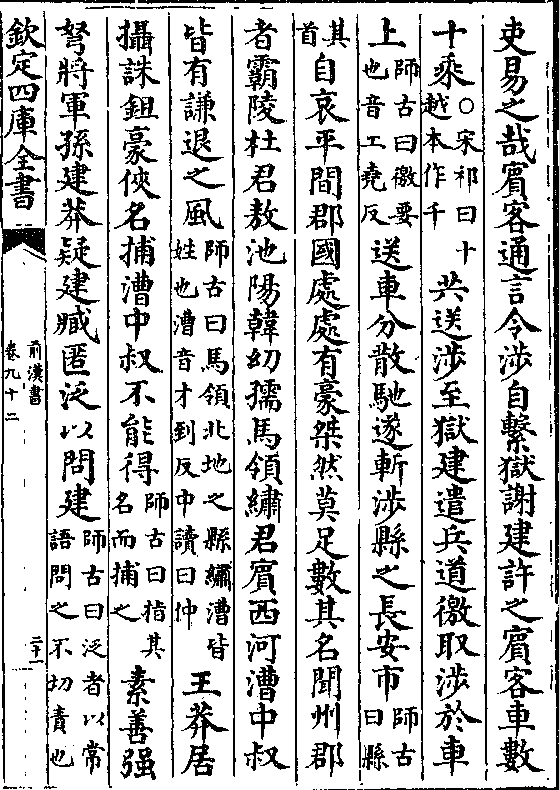 吏易之哉賓客通言令涉自繫獄謝建許之賓客車數
十乘○宋祁曰十越本作千共送涉至獄建遣兵道徼取涉於車
上師古曰徼要也音工堯反送車分散馳遂斬涉縣之長安市師古曰縣
其首自哀平間郡國處處有豪桀然莫足數其名聞州郡
者霸陵杜君敖池陽韓幼孺馬領繡君賓西河漕中叔
皆有謙退之風師古曰馬領北地之縣繡漕皆姓也漕音才到反中讀曰仲王莽居
攝誅鉏豪俠名捕漕中叔不能得師古曰指其名而捕之素善强
弩將軍孫建莽疑建臧匿泛以問建師古曰泛者以常語問之不切責也
欽定四庫全書
前漢書
卷九十二
二十一